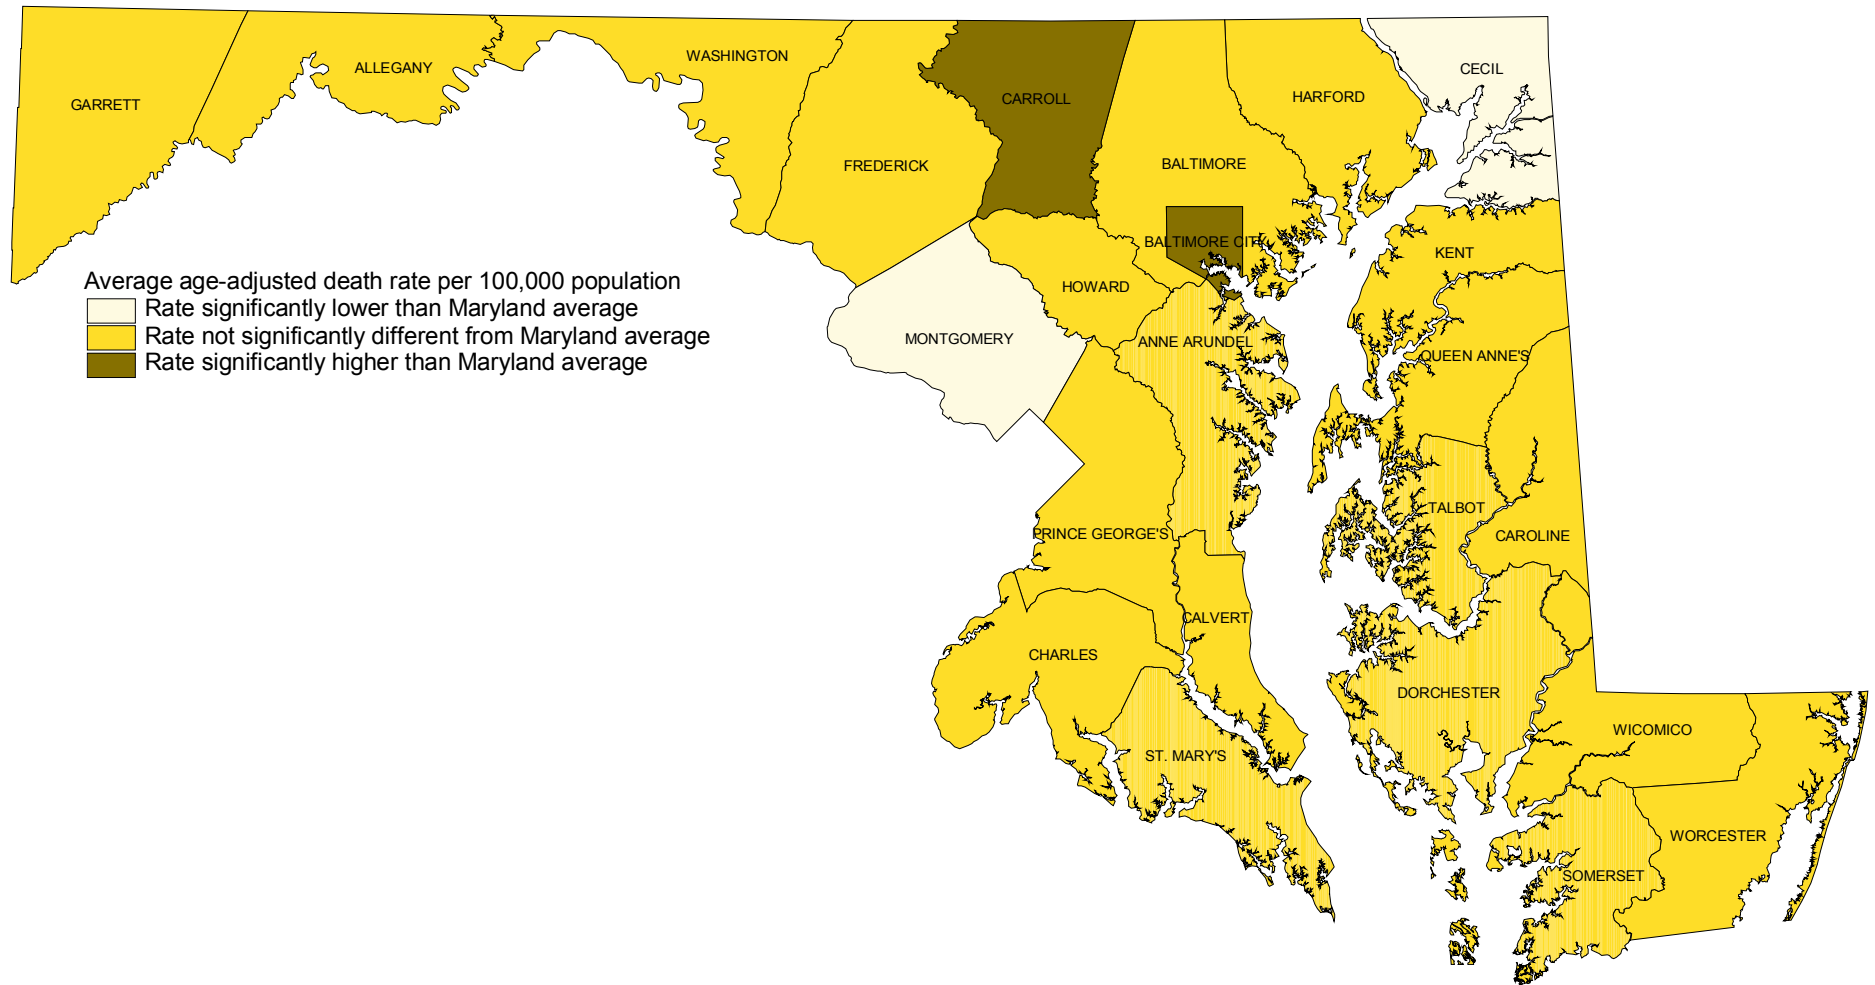 WASHINGTON
ALLEGANY
CECIL
GARRETT
CARROLL
HARFORD
FREDERICK
BALTIMORE
BALTIMORE CITY
KENT
Average age-adjusted death rate per 100,000 population
HOWARD
Rate significantly lower than Maryland average
Rate not significantly different from Maryland average
MONTGOMERY
ANNE ARUNDEL
Rate significantly higher than Maryland average
QUEEN ANNE'S
TALBOT
PRINCE GEORGE'S
CAROLINE
CALVERT
CHARLES
DORCHESTER
WICOMICO
ST. MARY'S
WORCESTER
SOMERSET